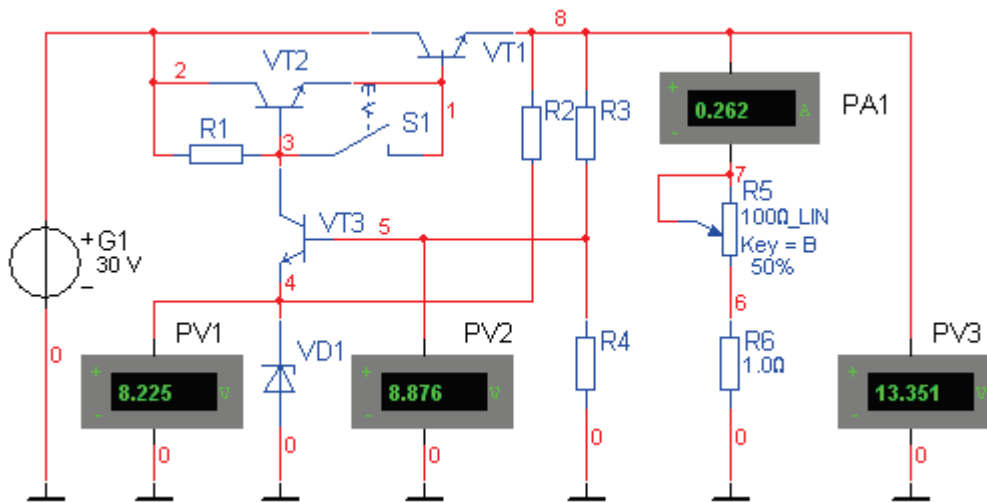 8
VT2
VT1
2
0.262
A
PA1
R2
R3
S1
1
R1
3
7
R5
100Ω_LIN
Key = B
50%
VT3
5
+
G1
30 V
−
4
6
PV1
PV2
PV3
0
VD1
R4
R6
1.0Ω
+
8.225
V
-
+
8.876
V
-
+
13.351
V
-
+
-
0
0
0
0
0
0